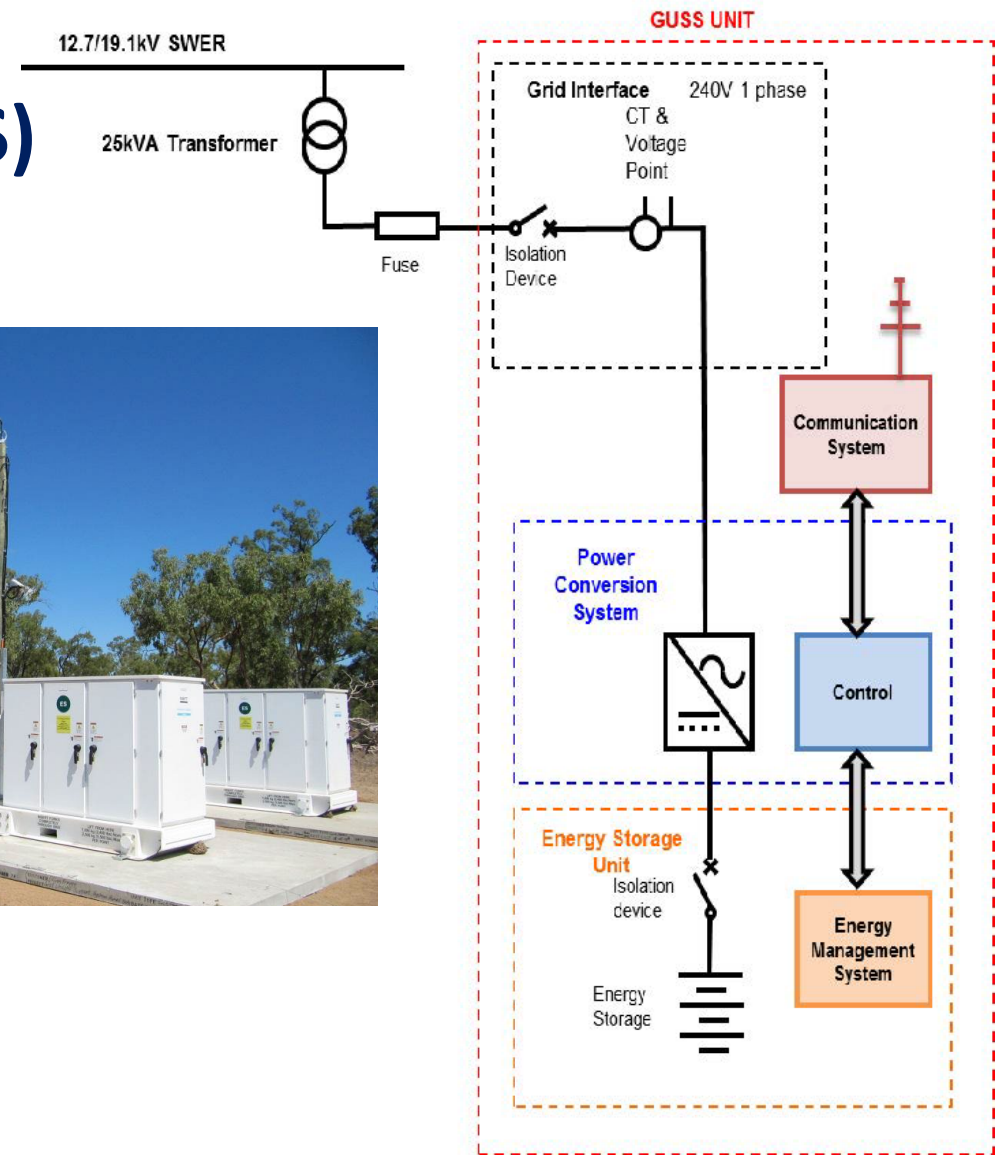 GUSS UNIT
12.7/19.1kV SWER
S)
25kVA Transformer
Fuse
Grid Interface
240V 1 phase
CT &
Voltage
Point
Isolation
Device
Communication
System
Power
Conversion
System
Control
Energy Storage
Unit
Isolation
device
Energy
Storage
Energy
Management
System
ES